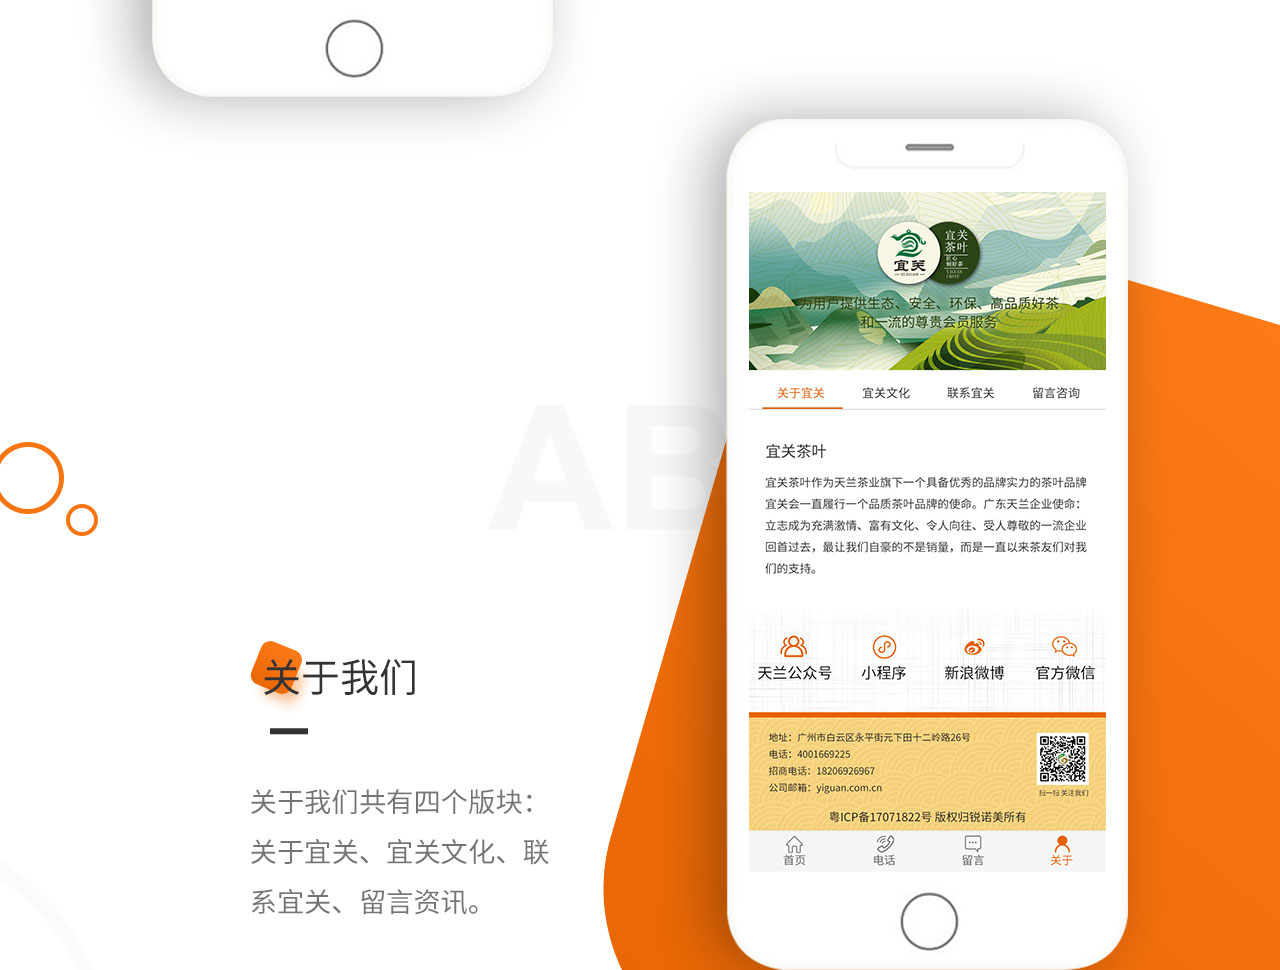 宜关
YI GUAN
宜关
茶叶
匠心
制好茶
为用户提供生态、安全、环保、高品质好茶
和一流的尊贵会员服务
关于宜关 宜关文化 联系宜关 留言咨询
AB
宜关茶叶
宜关茶叶作为天兰茶业旗下一个具备优秀的品牌实力的茶叶品牌
宜关会一直履行一个品质茶叶品牌的使命。广东天兰企业使命：
立志成为充满激情、富有文化、令人向往、受人尊敬的一流企业
回首过去，最让我们自豪的不是销量，而是一直以来茶友们对我
们的支持。
天兰公众号 小程序 新浪微博 官方微信
地址：广州市白云区永平街元下田十二岭路26号
电话：4001669225
招商电话：18206926967
公司邮箱：yiguan.com.cn
扫一扫 关注我们
粤ICP备17071822号 版权归锐诺美所有
首页 电话 留言 关于
关于我们
关于我们共有四个版块：
关于宜关、宜关文化、联
系宜关、留言资讯。